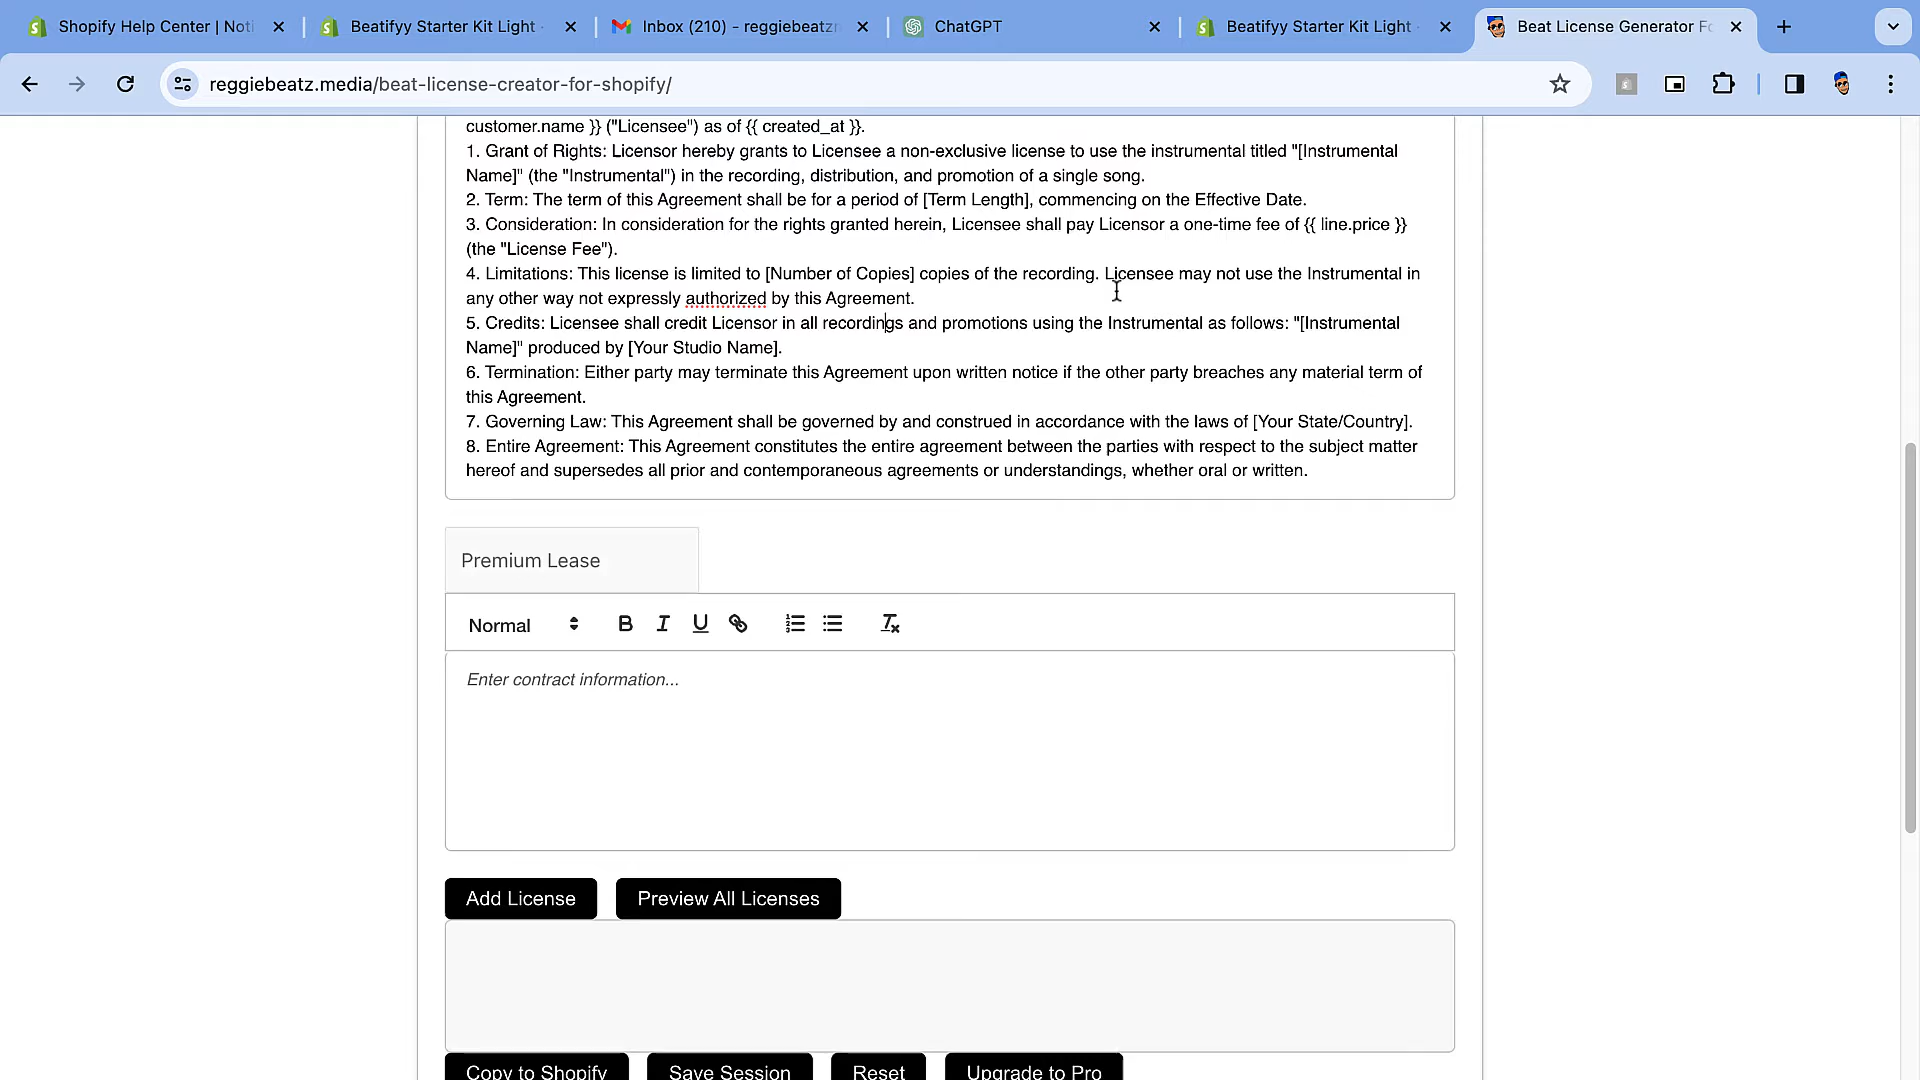 Shopify Help Center | Noti
Beatifyy Starter Kit Light
Inbox (210) - reggiebeatzm
ChatGPT
Beatifyy Starter Kit Light
Beat License Generator Fo
reggiebeatz.media/beat-license-creator-for-shopify/
customer.name }} ("Licensee") as of {{ created_at }}.
1. Grant of Rights: Licensor hereby grants to Licensee a non-exclusive license to use the instrumental titled "[Instrumental
Name]" (the "Instrumental") in the recording, distribution, and promotion of a single song.
2. Term: The term of this Agreement shall be for a period of [Term Length], commencing on the Effective Date.
3. Consideration: In consideration for the rights granted herein, Licensee shall pay Licensor a one-time fee of {{ line.price }}
(the "License Fee").
4. Limitations: This license is limited to [Number of Copies] copies of the recording. Licensee may not use the Instrumental in
any other way not expressly authorized by this Agreement.
5. Credits: Licensee shall credit Licensor in all recordings and promotions using the Instrumental as follows: "[Instrumental
Name]" produced by [Your Studio Name].
6. Termination: Either party may terminate this Agreement upon written notice if the other party breaches any material term of
this Agreement.
7. Governing Law: This Agreement shall be governed by and construed in accordance with the laws of [Your State/Country].
8. Entire Agreement: This Agreement constitutes the entire agreement between the parties with respect to the subject matter
hereof and supersedes all prior and contemporaneous agreements or understandings, whether oral or written.
Premium Lease
Normal
Enter contract information...
Add License
Preview All Licenses
Copy to Shopify
Save Session
Reset
Upgrade to Pro